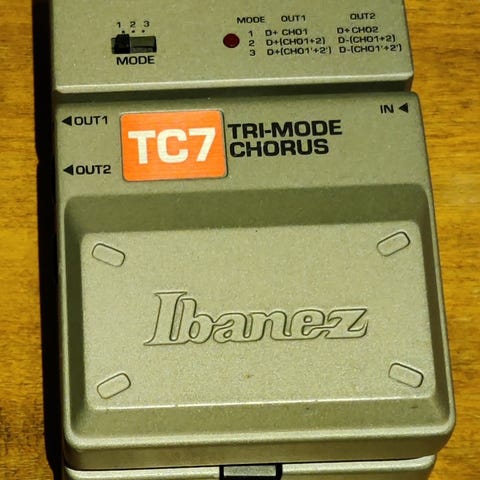 1 2 3
MODE
MODE OUT1 OUT2
1 D+ CHO1 D+ CHO2
2 D+(CHO1+2) D-(CHO1+2)
3 D+(CHO1'+2') D-(CHO1'+2')
OUT1
OUT2
TC7
TRI-MODE
CHORUS
IN
Ibanez